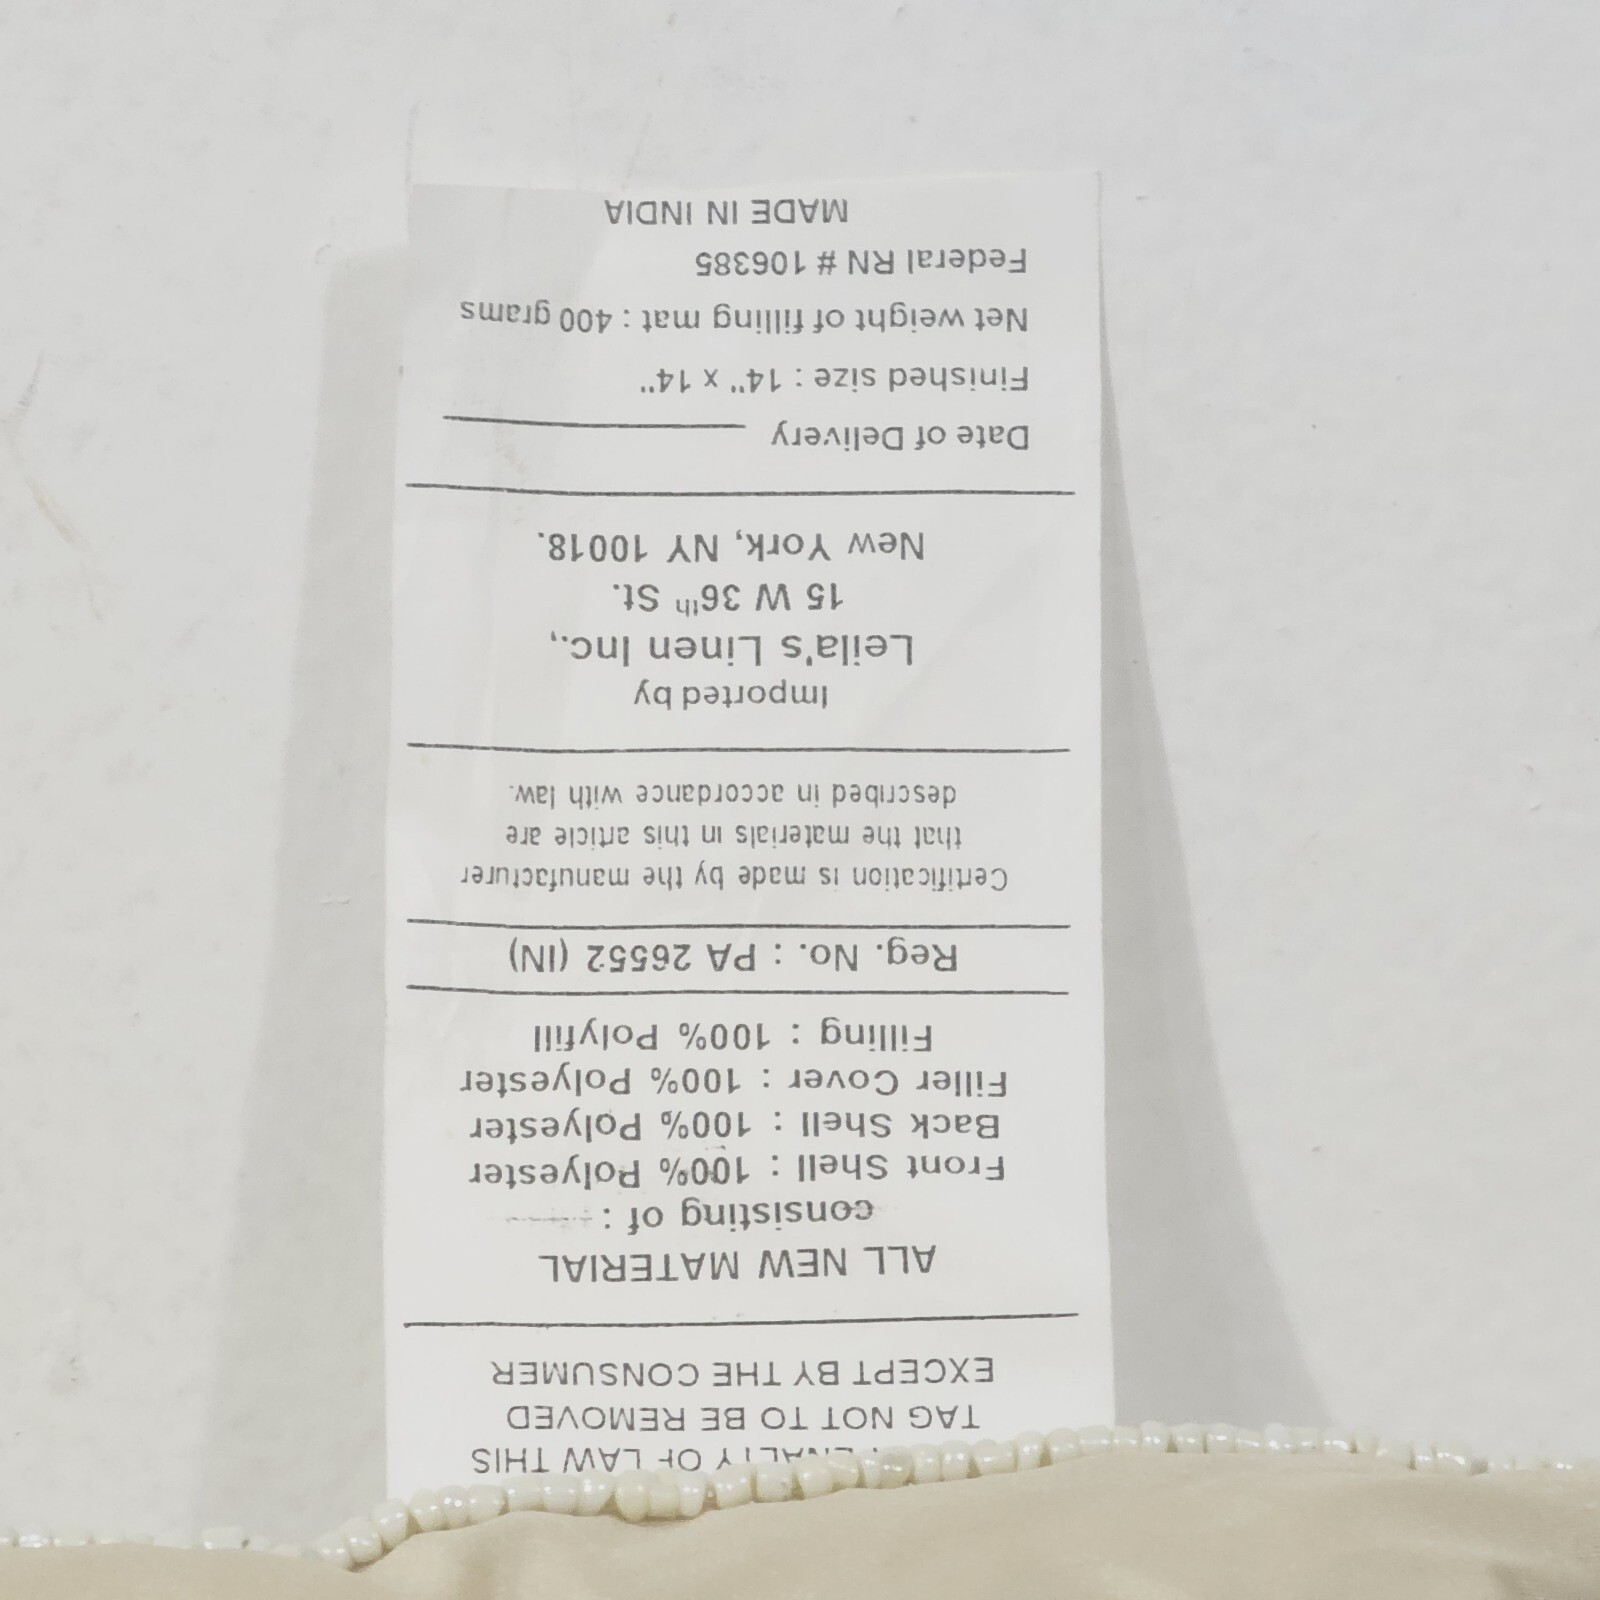 PENALTY OF LAW THIS
TAG NOT TO BE REMOVED
EXCEPT BY THE CONSUMER
ALL NEW MATERIAL
consisting of :
Front Shell : 100% Polyester
Back Shell : 100% Polyester
Filler Cover : 100% Polyester
Filling : 100% Polyfill
Reg. No. : PA 26552 (IN)
Certification is made by the manufacturer
that the materials in this article are
described in accordance with law.
Imported by
Leila's Linen Inc.,
15 W 36th St.
New York, NY 10018.
Date of Delivery
Finished size : 14" x 14"
Net weight of filling mat : 400 grams
Federal RN # 106385
MADE IN INDIA